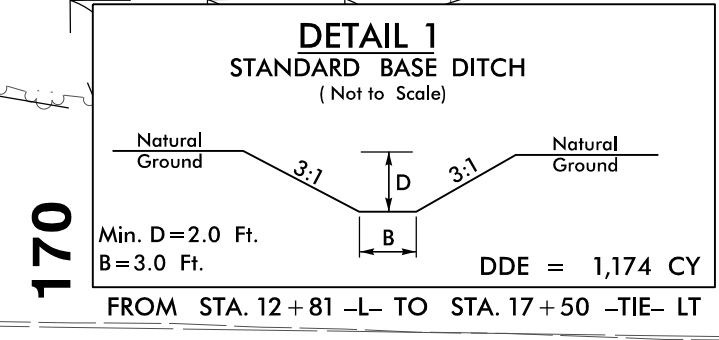 DETAIL 1
STANDARD BASE DITCH
( Not to Scale)
Natural
Ground
3:1
D
3:1
Natural
Ground
B
Min. D=2.0 Ft.
B=3.0 Ft.
DDE = 1,174 CY
170
FROM STA. 12+81 -L- TO STA. 17+50 -TIE- LT